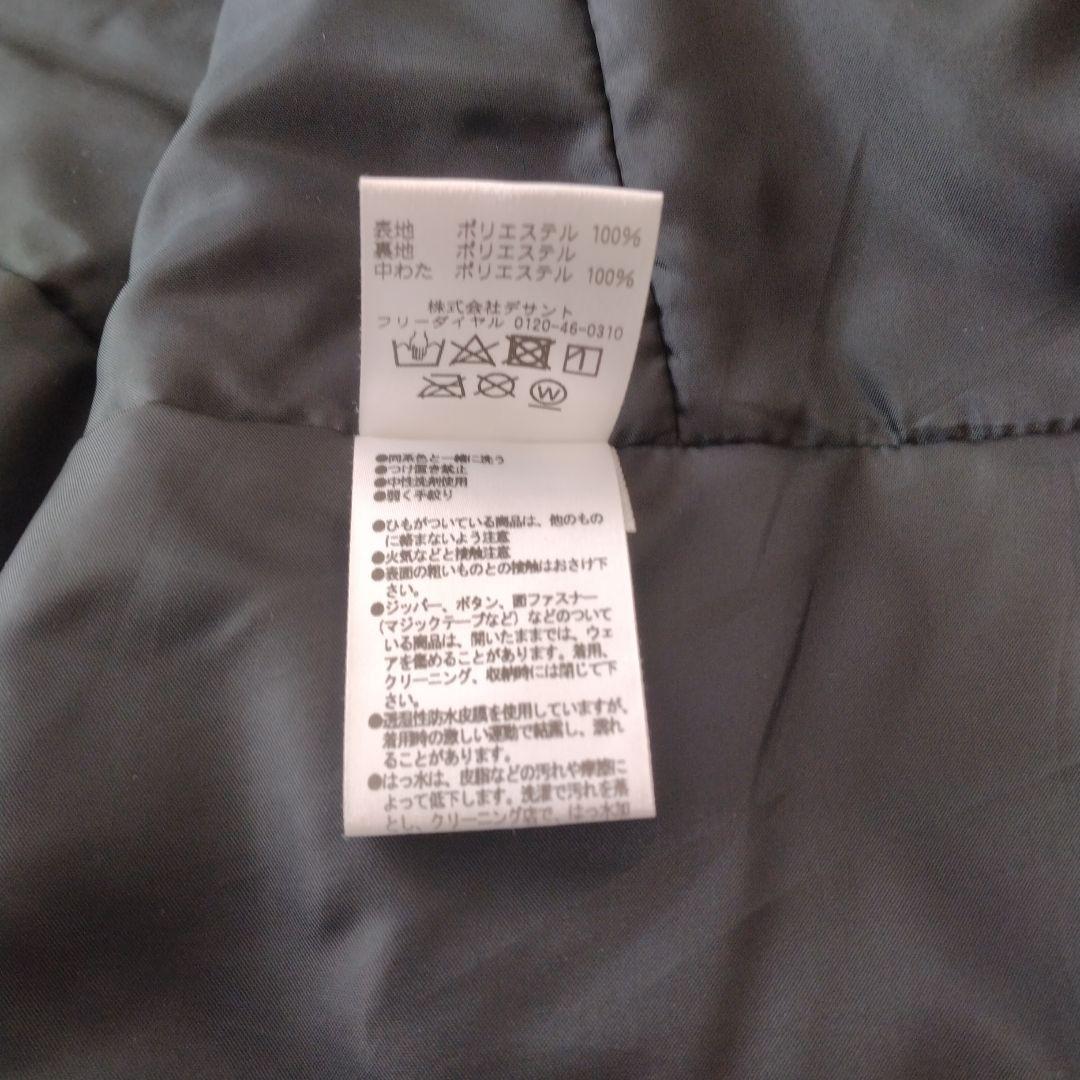 表地 ポリエステル 100%
裏地 ポリエステル
中わた ポリエステル 100%
株式会社デサント
フリーダイヤル 0120-46-0310
W
●同系色と一緒に洗う
●つけ置き禁止
●中性洗剤使用
●弱く手絞り
●ひもがついている商品は、他のもの
に絡まないよう注意
●火気などと接触注意
●表面の粗いものとの接触はおさけ下
さい。
●ジッパー、ボタン、面ファスナー
(マジックテープなど)などのついて
いる商品は、開いたままでは、ウェ
アを傷めることがあります。着用、
クリーニング、収納時には閉じて下
さい。
●透湿性防水皮膜を使用していますが、
着用時の激しい運動で結露し、濡れ
ることがあります。
●はっ水は、皮脂などの汚れや摩擦に
よって低下します。洗濯で汚れを落
とし、クリーニング店で、はっ水加